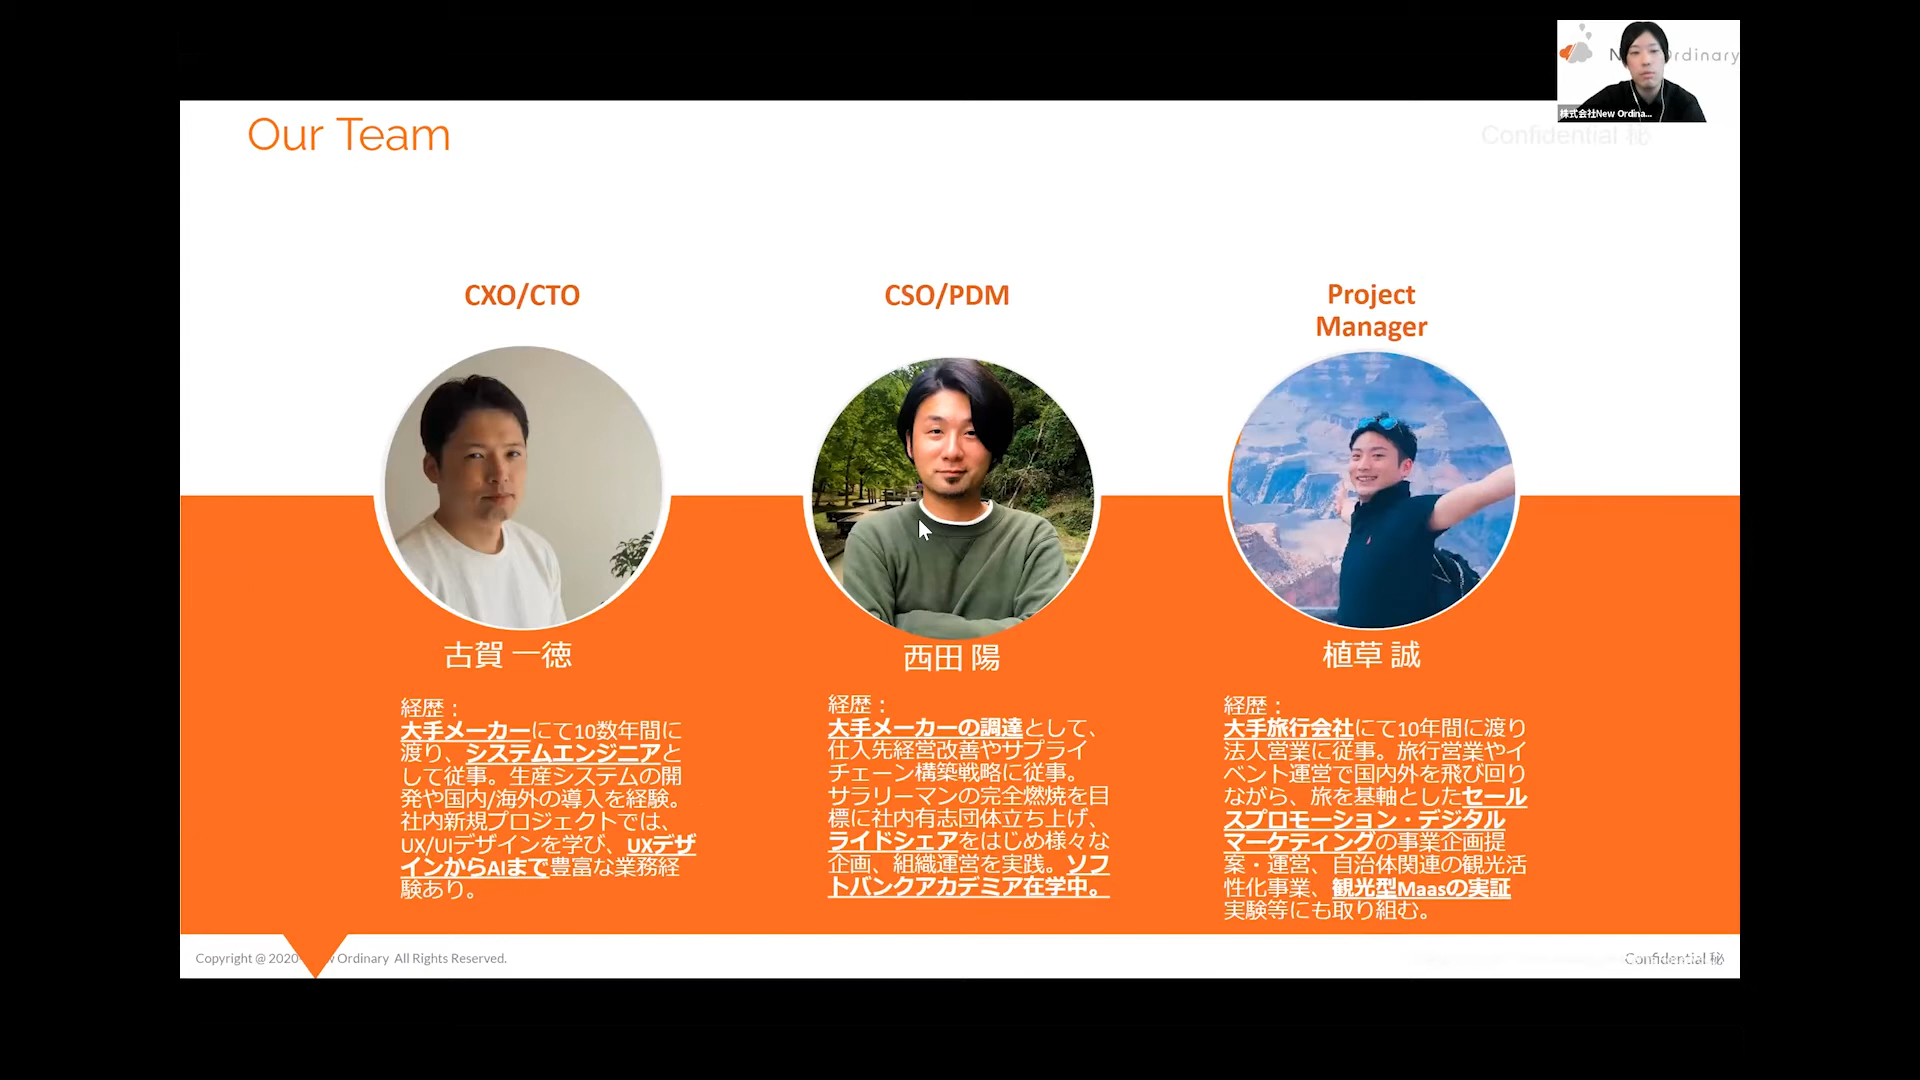 Our Team
rdinary
株式会社New Ordina...
Confidential 秘
CXO/CTO
CSO/PDM
Project
Manager
古賀 一徳
経歴：
大手メーカーにて10数年間に
渡り、システムエンジニアと
して従事。生産システムの開
発や国内/海外の導入を経験。
社内新規プロジェクトでは、
UX/UIデザインを学び、UXデザ
インからAIまで豊富な業務経
験あり。
西田 陽
経歴：
大手メーカーの調達として、
仕入先経営改善やサプライ
チェーン構築戦略に従事。
サラリーマンの完全燃焼を目
標に社内有志団体立ち上げ、
ライドシェアをはじめ様々な
企画、組織運営を実践。ソフ
トバンクアカデミア在学中。
植草 誠
経歴：
大手旅行会社にて10年間に渡り
法人営業に従事。旅行営業やイ
ベント運営で国内外を飛び回り
ながら、旅を基軸としたセール
スプロモーション・デジタル
マーケティングの事業企画提
案・運営、自治体関連の観光活
性化事業、観光型Maasの実証
実験等にも取り組む。
Copyright @ 2020 Ordinary All Rights Reserved.
Confidential 秘